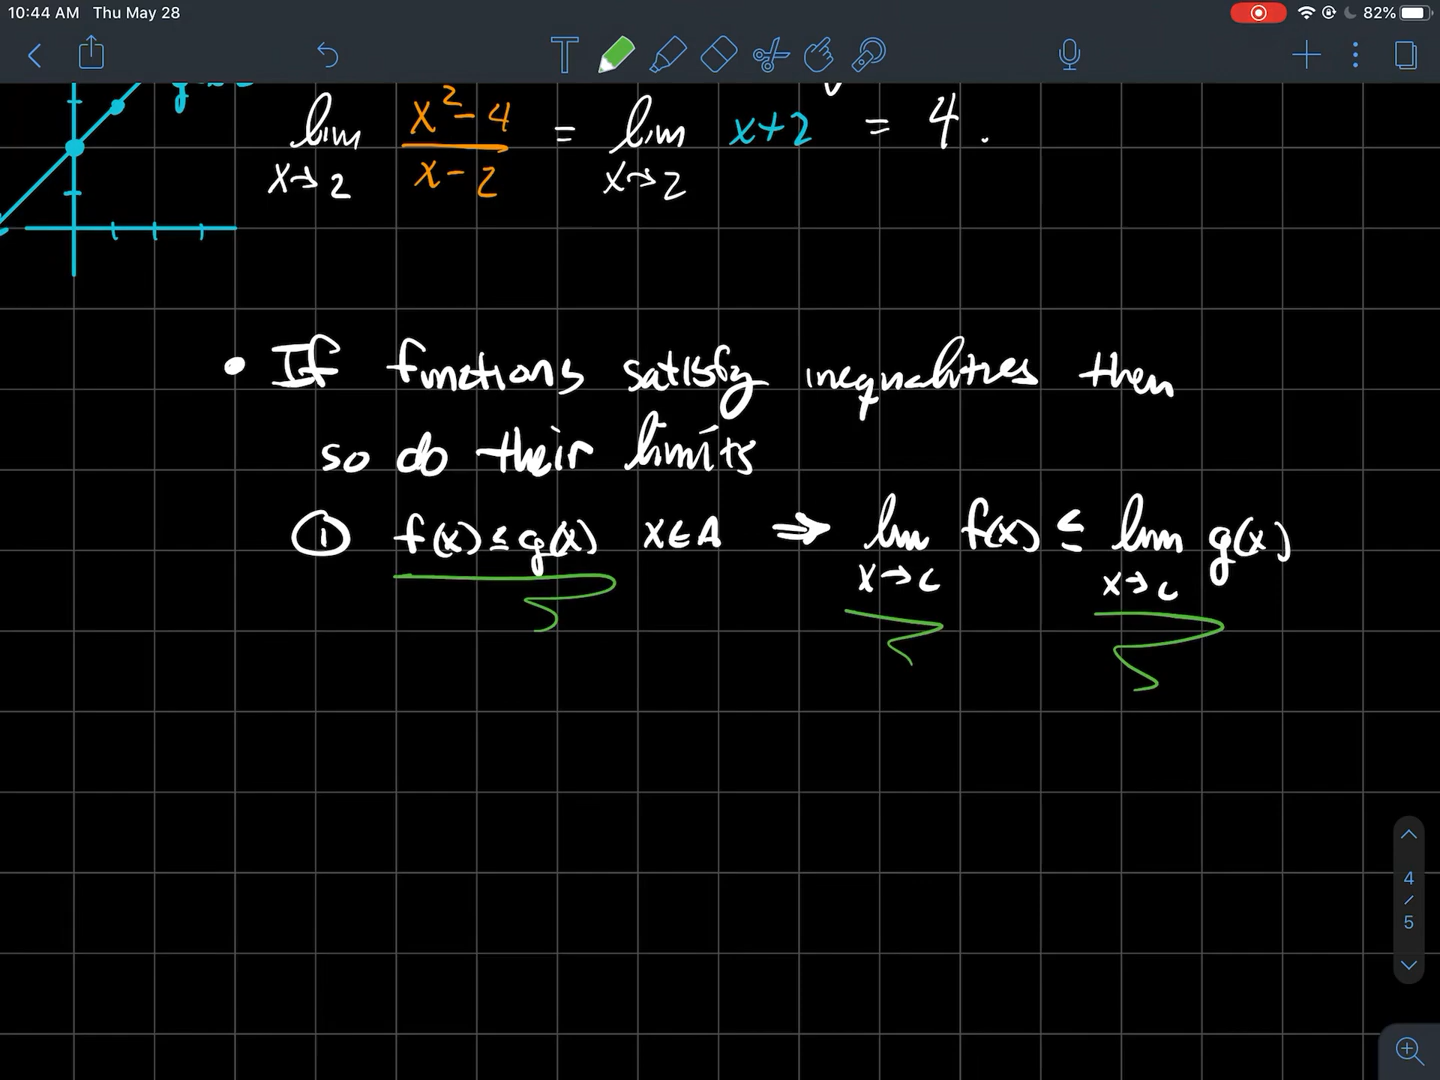 10:44 AM Thu May 28
82%
T
lim x→2 x²-4 / x-2 = lim x→2 x+2 = 4.
• If functions satisfy inequalities then
so do their limits
① f(x) ≤ g(x) x∈A ⇒ lim x→c f(x) ≤ lim x→c g(x)
4
/
5